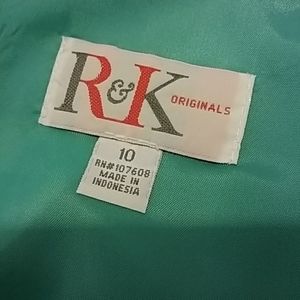 R&K ORIGINALS
10
RN#107608
MADE IN
INDONESIA